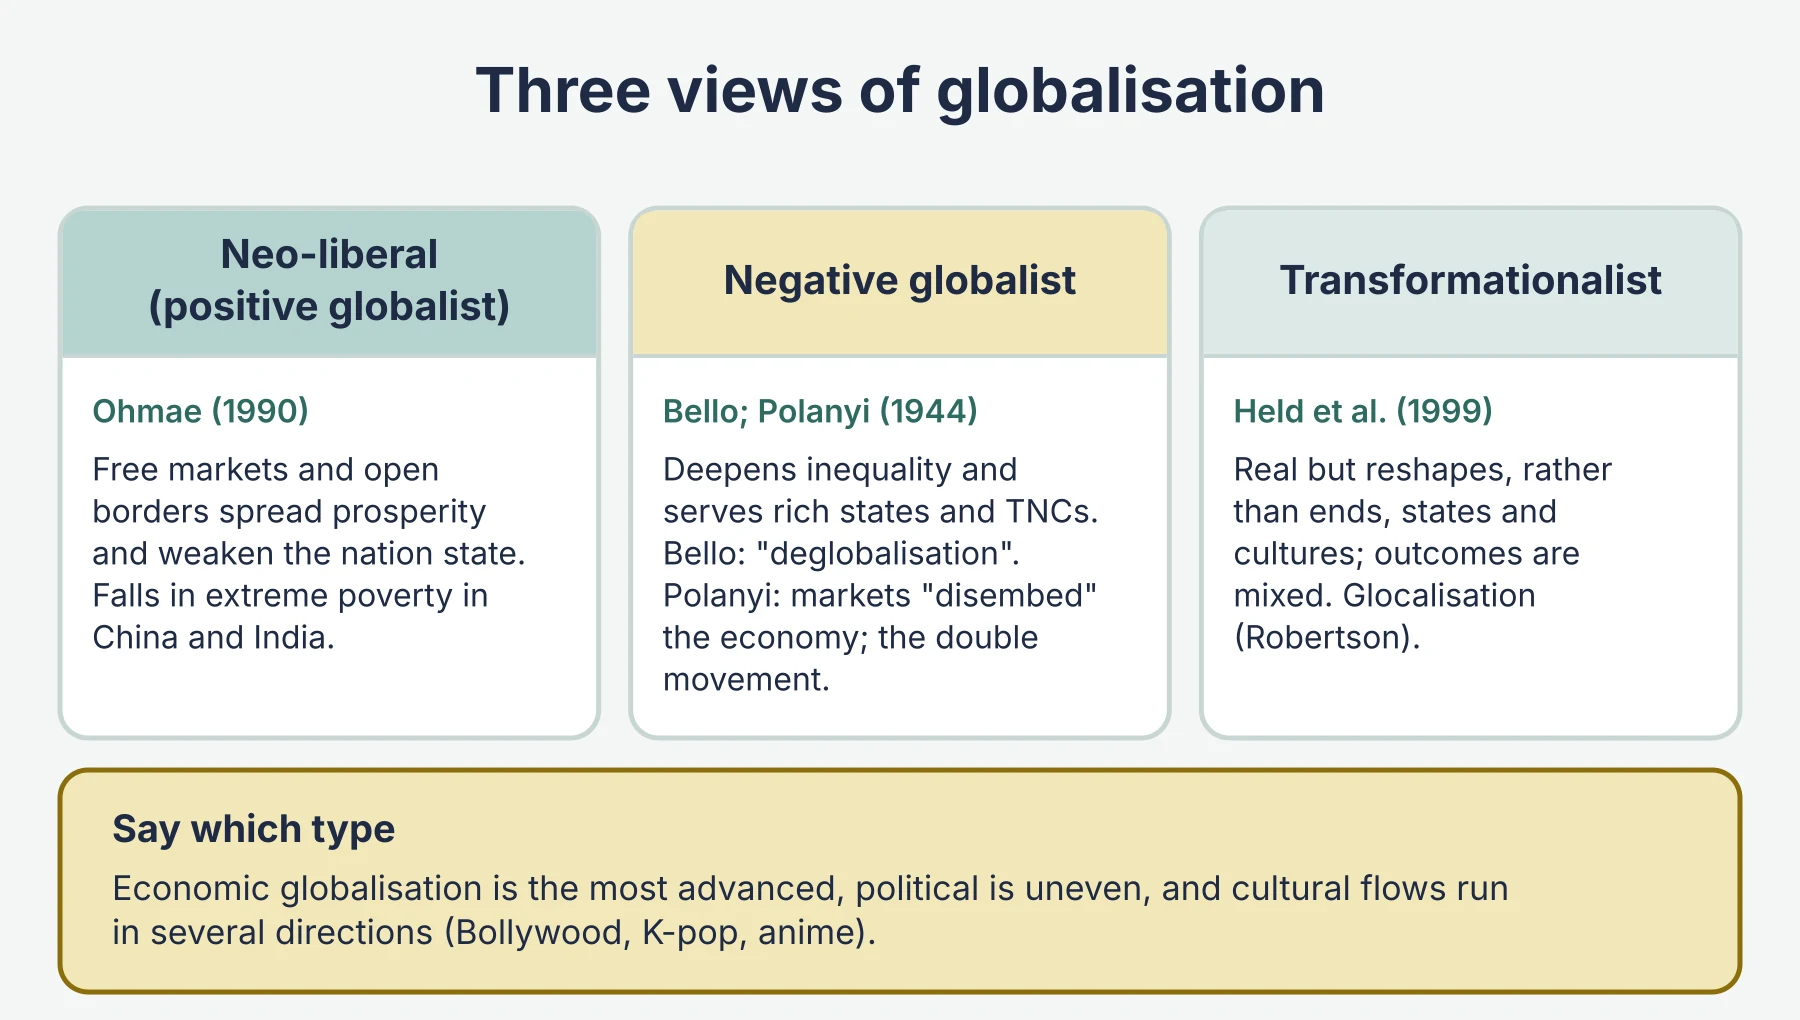 Three views of globalisation
Neo-liberal
(positive globalist)
Ohmae (1990)
Free markets and open
borders spread prosperity
and weaken the nation state.
Falls in extreme poverty in
China and India.
Negative globalist
Bello; Polanyi (1944)
Deepens inequality and
serves rich states and TNCs.
Bello: "deglobalisation".
Polanyi: markets "disembed"
the economy; the double
movement.
Transformationalist
Held et al. (1999)
Real but reshapes, rather
than ends, states and
cultures; outcomes are
mixed. Glocalisation
(Robertson).
Say which type
Economic globalisation is the most advanced, political is uneven, and cultural flows run
in several directions (Bollywood, K-pop, anime).